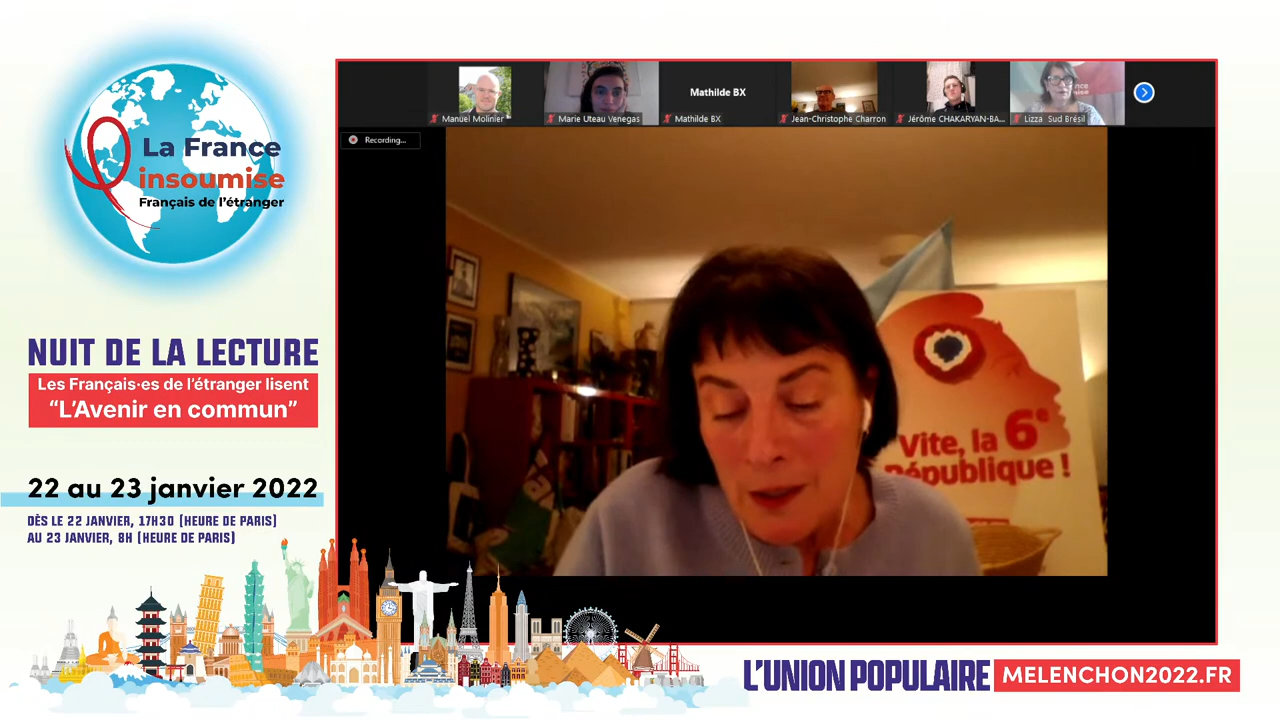 La France
insoumise
Français de l'étranger
NUIT DE LA LECTURE
Les Français·es de l'étranger lisent
“L'Avenir en commun”
22 au 23 janvier 2022
DÈS LE 22 JANVIER, 17H30 (HEURE DE PARIS)
AU 23 JANVIER, 8H (HEURE DE PARIS)
Mathilde BX
Manuel Molinier
Marie Uteau Venegas
Mathilde BX
Jean-Christophe Charron
Jérôme CHAKARYAN-BA...
Lizza Sud Brésil
Recording...
Vite, la 6e
République !
L'UNION POPULAIRE
MELENCHON2022.FR